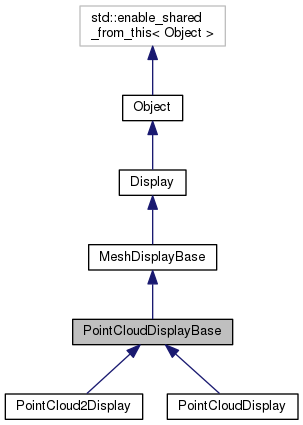 std::enable_shared
_from_this< Object >
Object
Display
MeshDisplayBase
PointCloudDisplayBase
PointCloud2Display
PointCloudDisplay